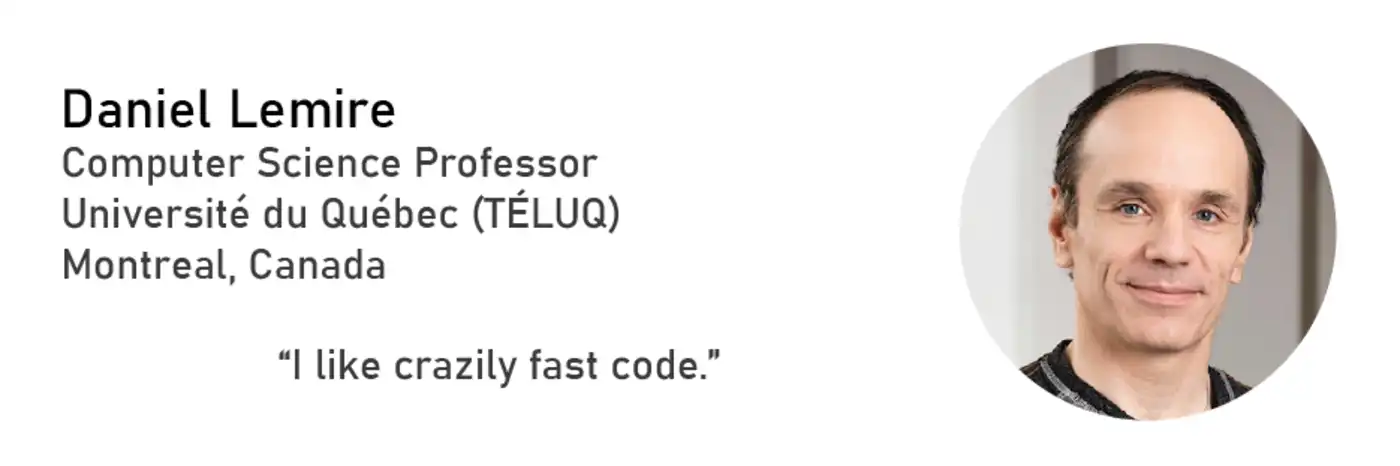 Daniel Lemire
Computer Science Professor
Université du Québec (TÉLUQ)
Montreal, Canada
“I like crazily fast code.”